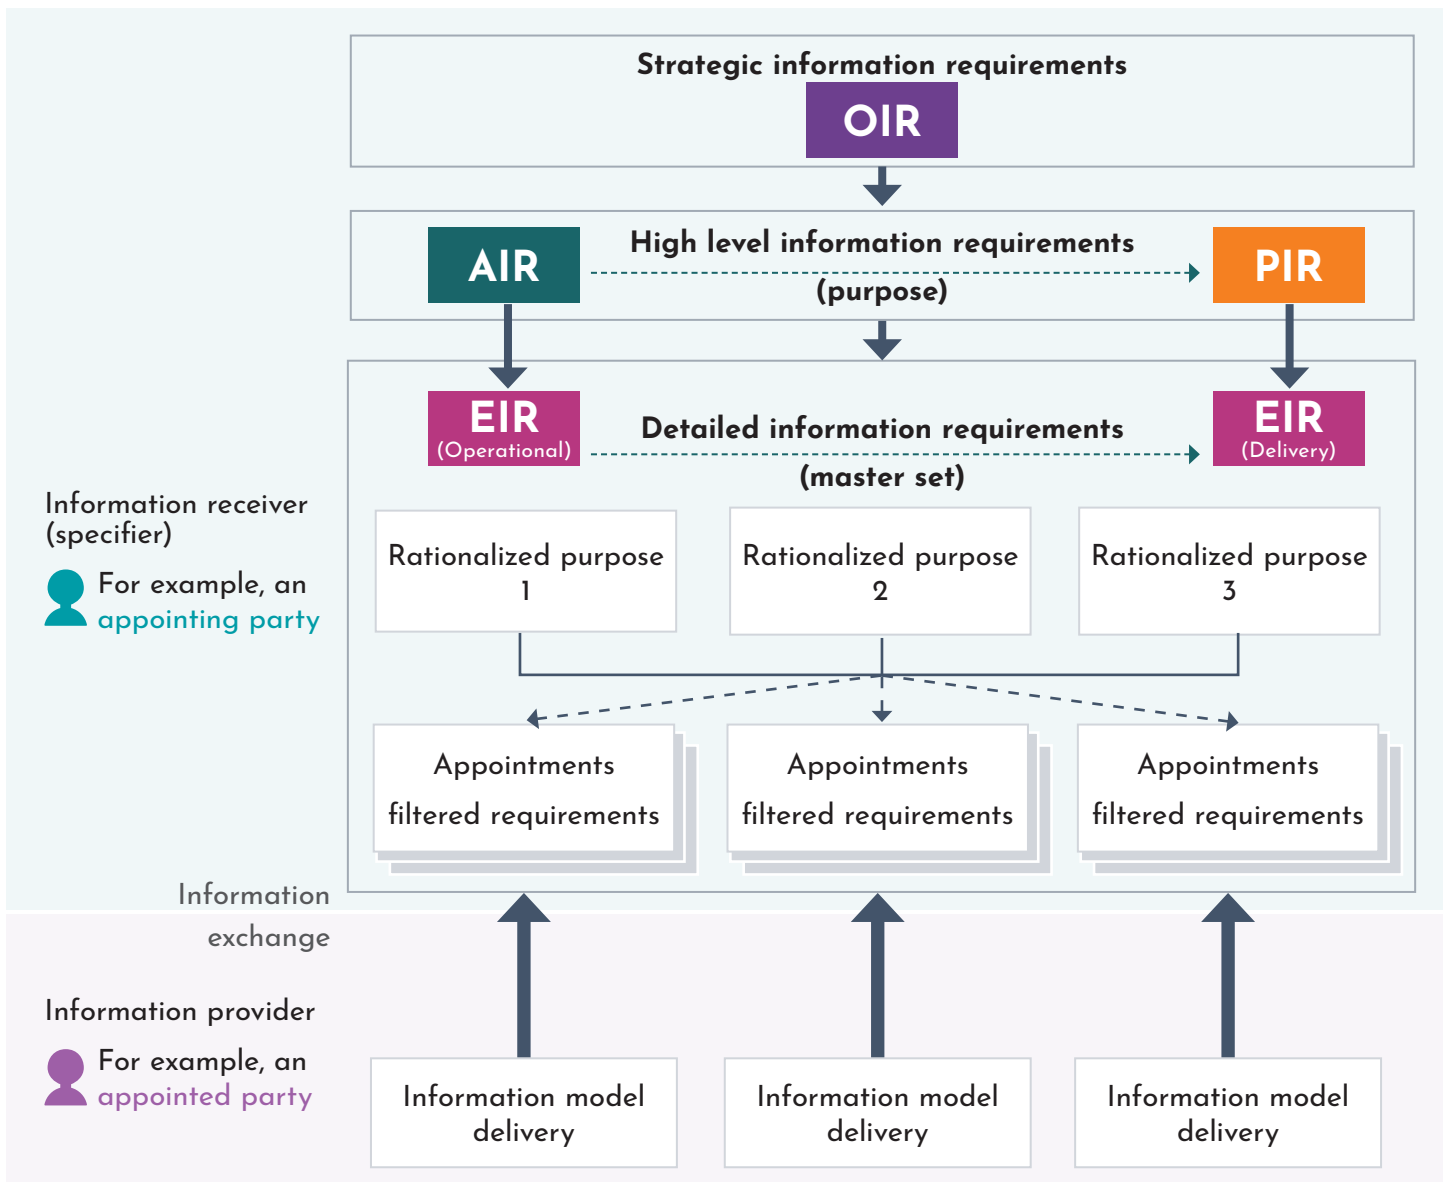 Strategic information requirements
OIR
AIR
High level information requirements
(purpose)
PIR
EIR
(Operational)
Detailed information requirements
(master set)
EIR
(Delivery)
Information receiver
(specifier)
For example, an
appointing party
Rationalized purpose
1
Rationalized purpose
2
Rationalized purpose
3
Appointments
filtered requirements
Appointments
filtered requirements
Appointments
filtered requirements
Information
exchange
Information provider
For example, an
appointed party
Information model
delivery
Information model
delivery
Information model
delivery